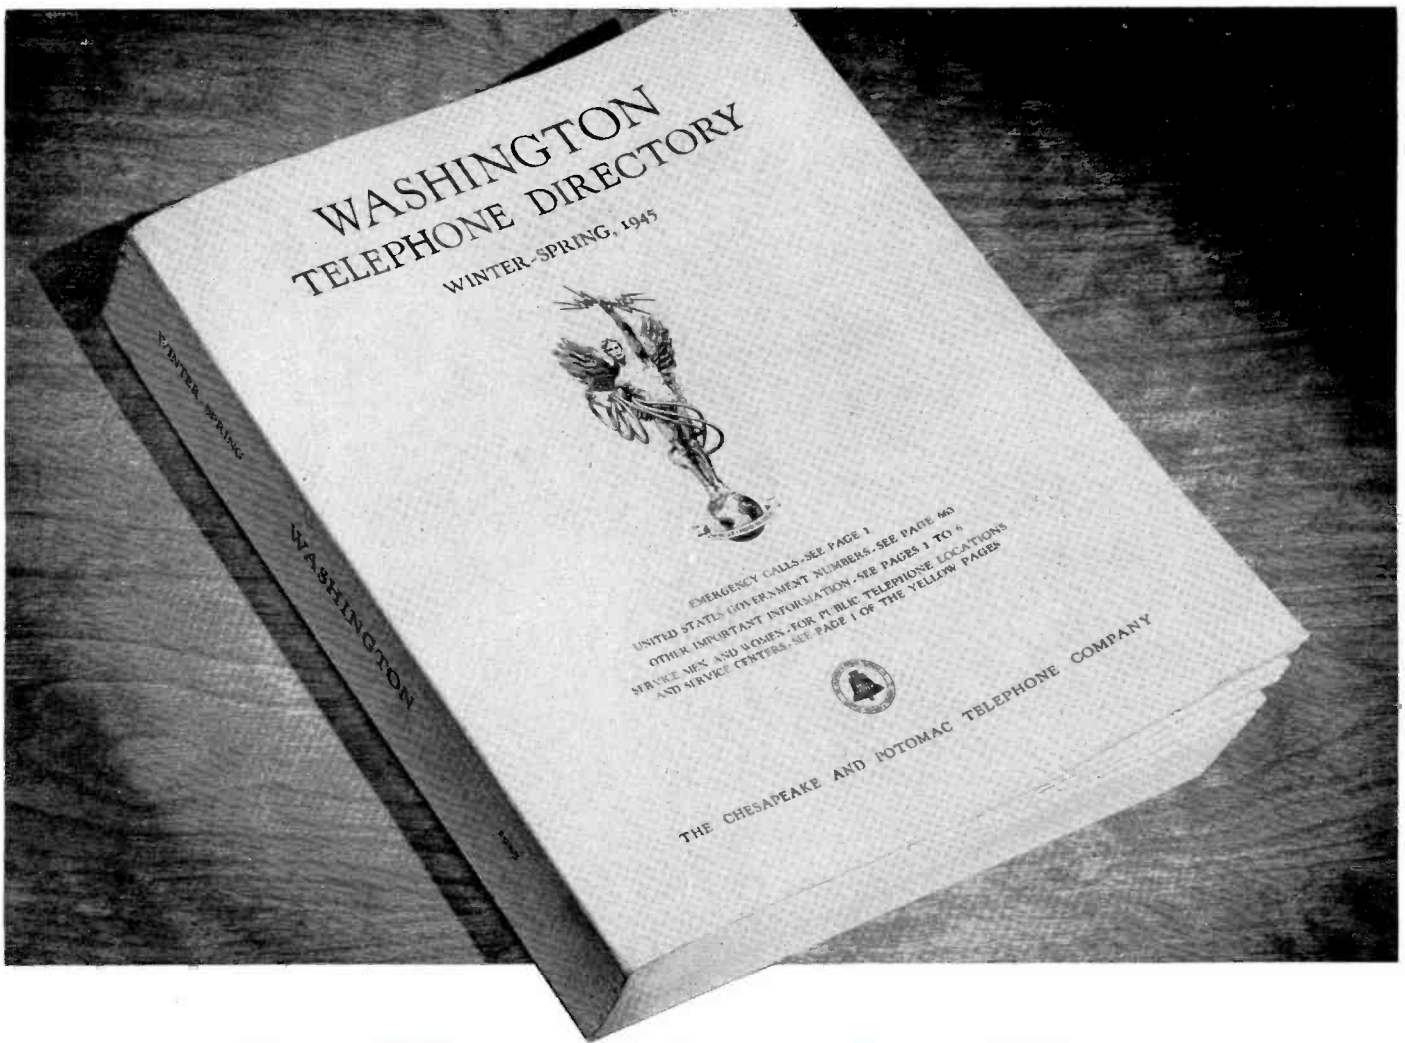 WASHINGTON
TELEPHONE DIRECTORY
WINTER-SPRING, 1945
EMERGENCY CALLS-SEE PAGE 1
UNITED STATES GOVERNMENT NUMBERS-SEE PAGE
OTHER IMPORTANT INFORMATION-SEE PAGES 1 TO 6
SERVICE MEN AND WOMEN-FOR PUBLIC TELEPHONE LOCATIONS
AND SERVICE CENTERS-SEE PAGE 1 OF THE YELLOW PAGES
THE CHESAPEAKE AND POTOMAC TELEPHONE COMPANY
WINTER - SPRING
WASHINGTON